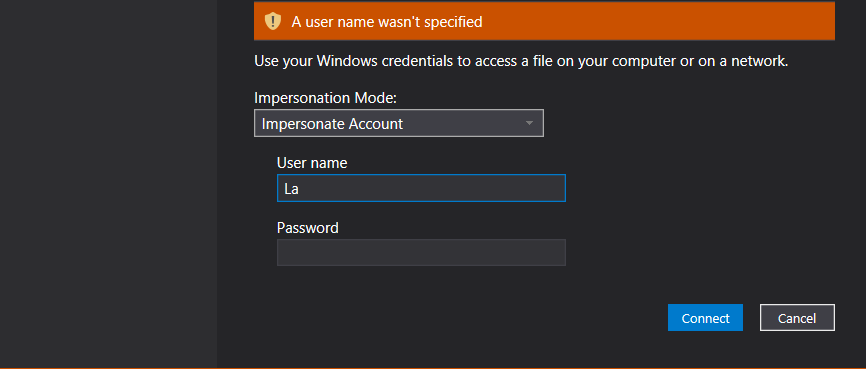 A user name wasn't specified
Use your Windows credentials to access a file on your computer or on a network.
Impersonation Mode:
Impersonate Account
User name
La
Password
Connect Cancel